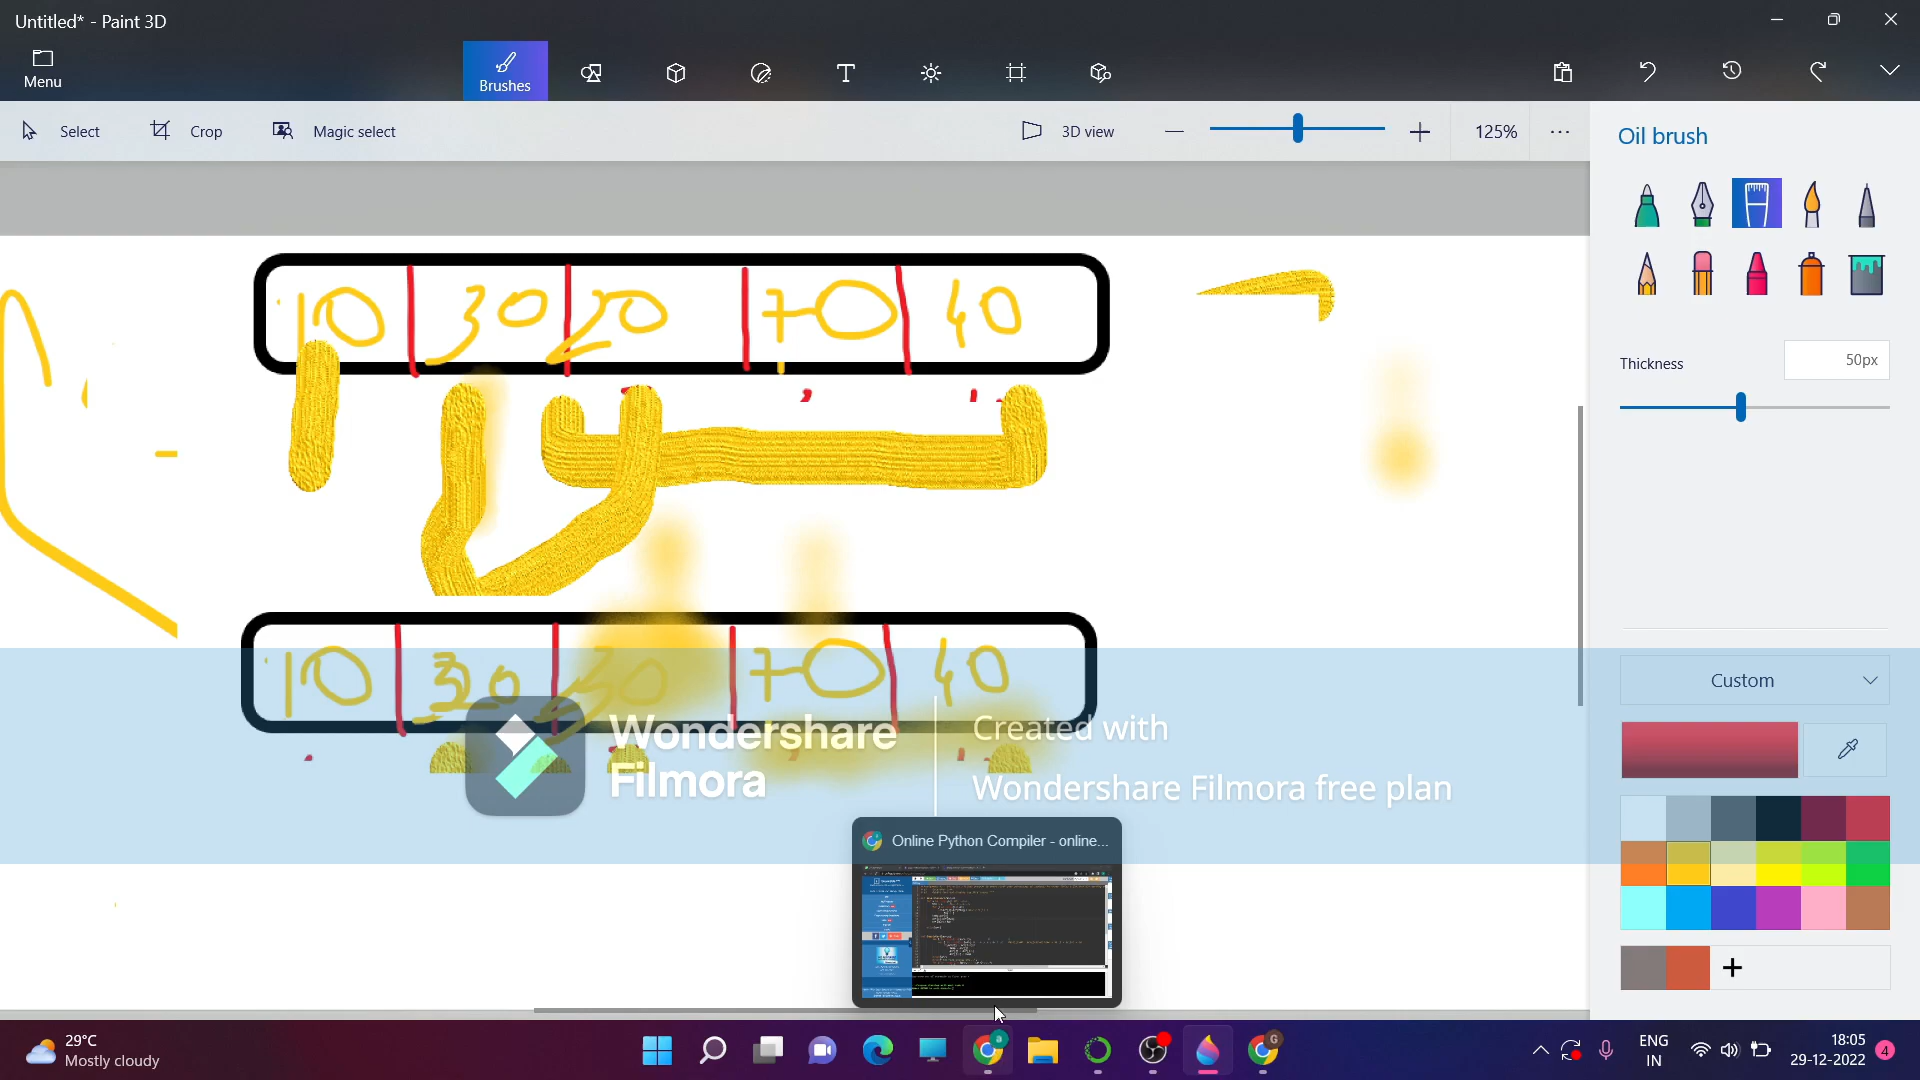 Untitled* - Paint 3D
Menu
Brushes
Select
Crop
Magic select
3D view
125%
Oil brush
Thickness
50px
10 30 20 70 40
10 20 30 70 40
Custom
Wondershare
Filmora
Created with
Wondershare Filmora free plan
Online Python Compiler - online...
29°C
Mostly cloudy
ENG
IN
18:05
29-12-2022
4